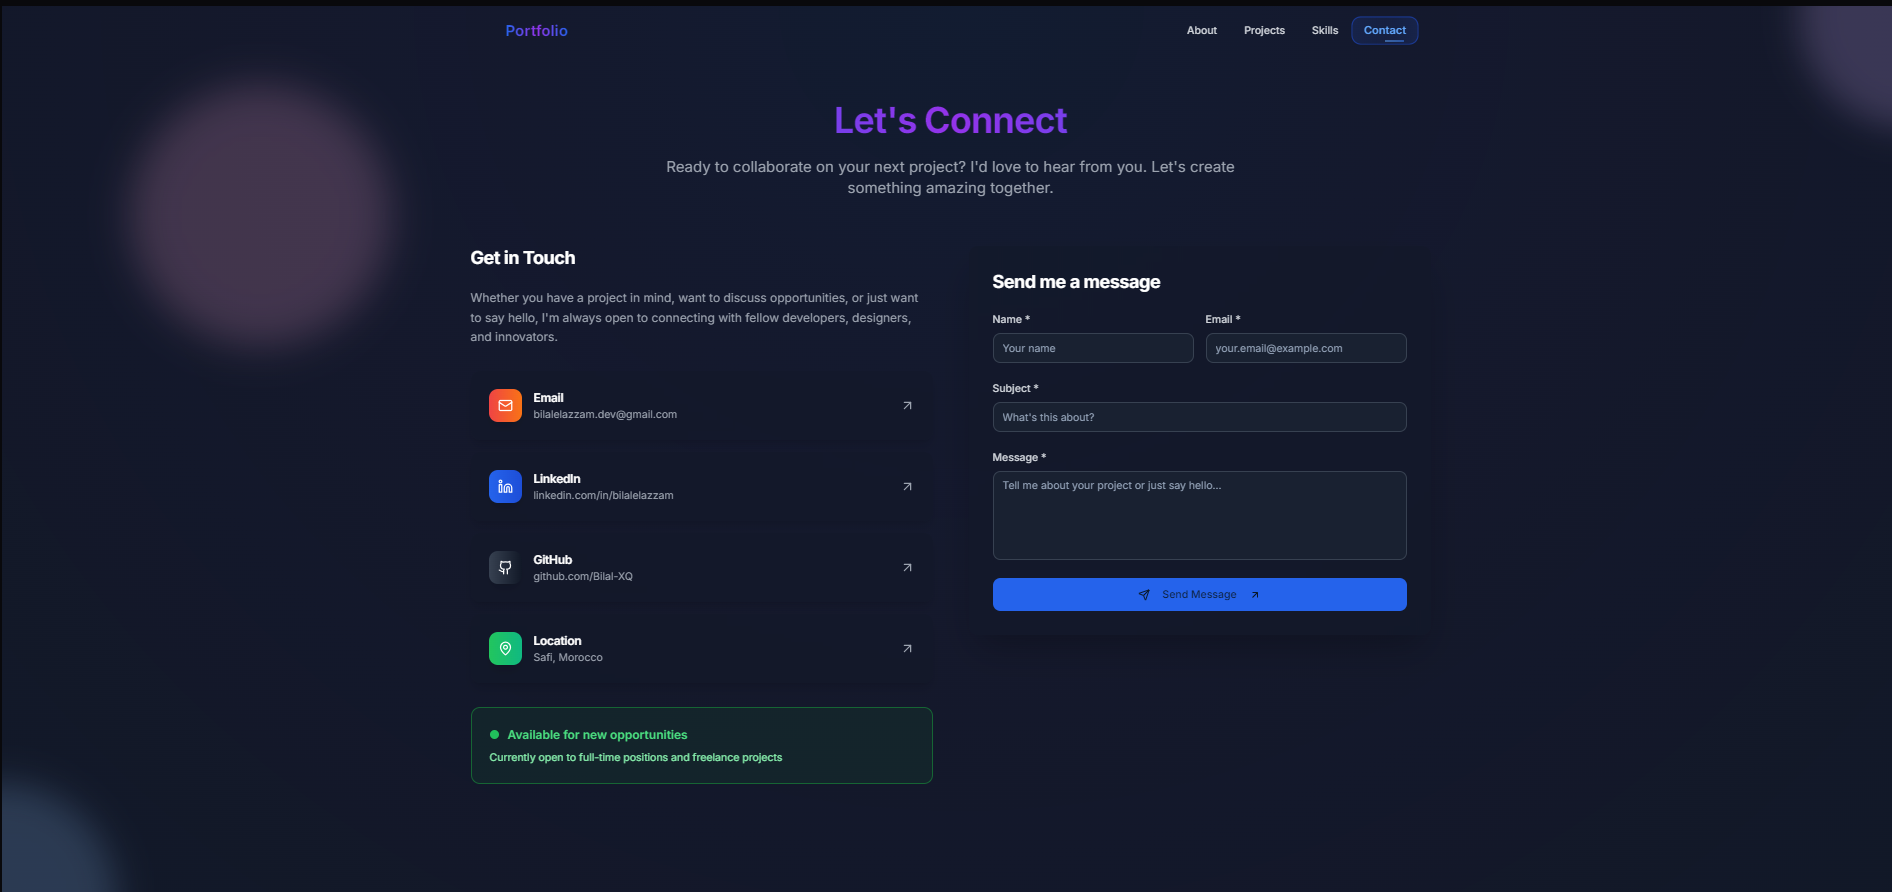 Portfolio
About
Projects
Skills
Contact
Let's Connect
Ready to collaborate on your next project? I'd love to hear from you. Let's create
something amazing together.
Get in Touch
Whether you have a project in mind, want to discuss opportunities, or just want
to say hello, I'm always open to connecting with fellow developers, designers,
and innovators.
Email
bilalelazzam.dev@gmail.com
LinkedIn
linkedin.com/in/bilalelazzam
GitHub
github.com/Bilal-XQ
Location
Safi, Morocco
Available for new opportunities
Currently open to full-time positions and freelance projects
Send me a message
Name *
Your name
Email *
your.email@example.com
Subject *
What's this about?
Message *
Tell me about your project or just say hello...
Send Message